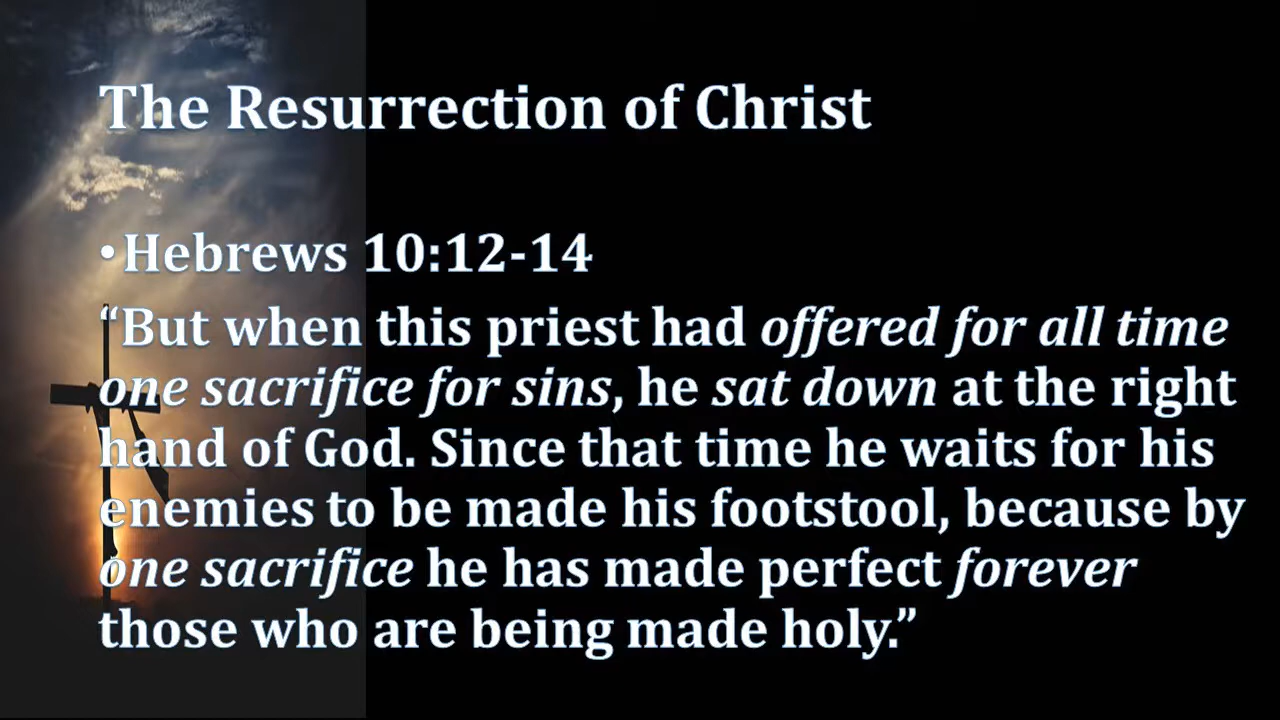 The Resurrection of Christ
•Hebrews 10:12-14
“But when this priest had offered for all time
one sacrifice for sins, he sat down at the right
hand of God. Since that time he waits for his
enemies to be made his footstool, because by
one sacrifice he has made perfect forever
those who are being made holy.”